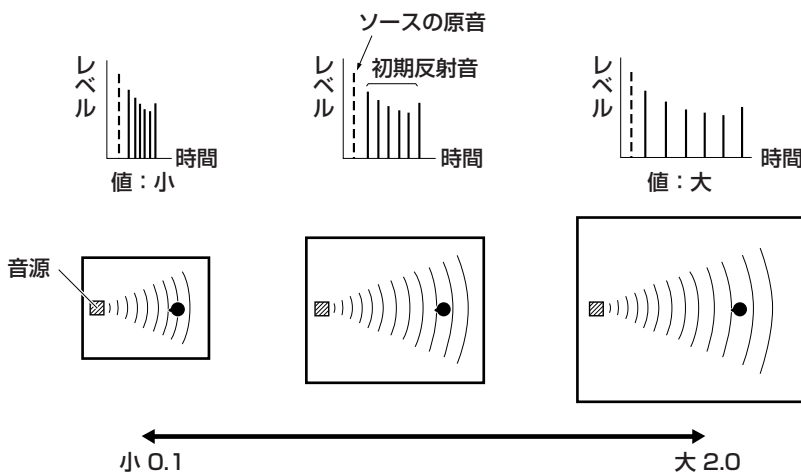 ソースの原音
レベル
初期反射音
時間
レベル
時間
レベル
時間
値：小
値：大
音源
小 0.1
大 2.0